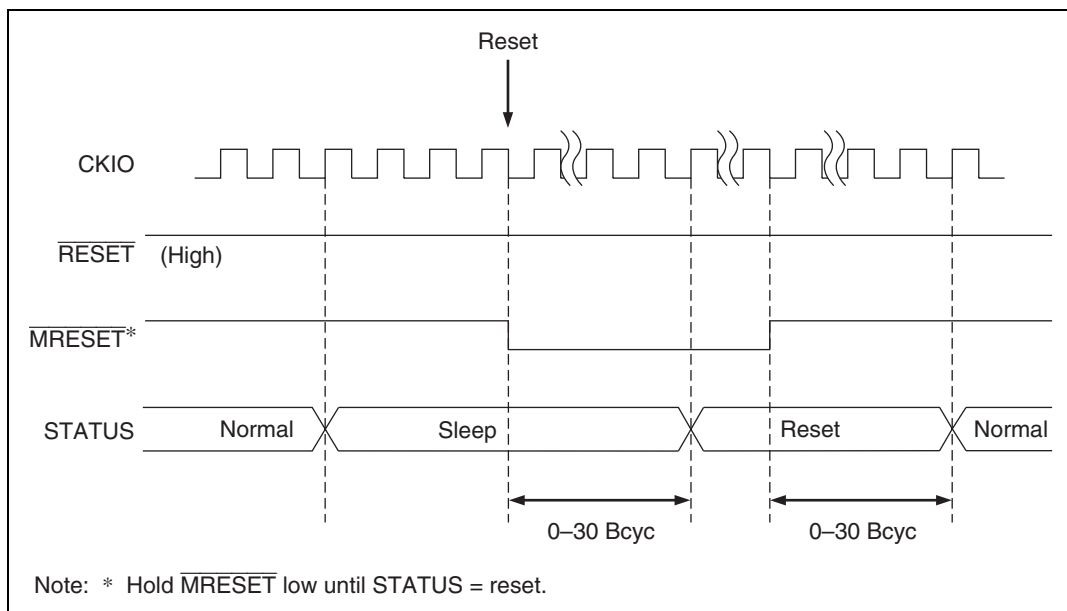 Reset
CKIO
RESET (High)
MRESET*
STATUS Normal Sleep Reset Normal
0–30 Bcyc 0–30 Bcyc
Note: * Hold MRESET low until STATUS = reset.